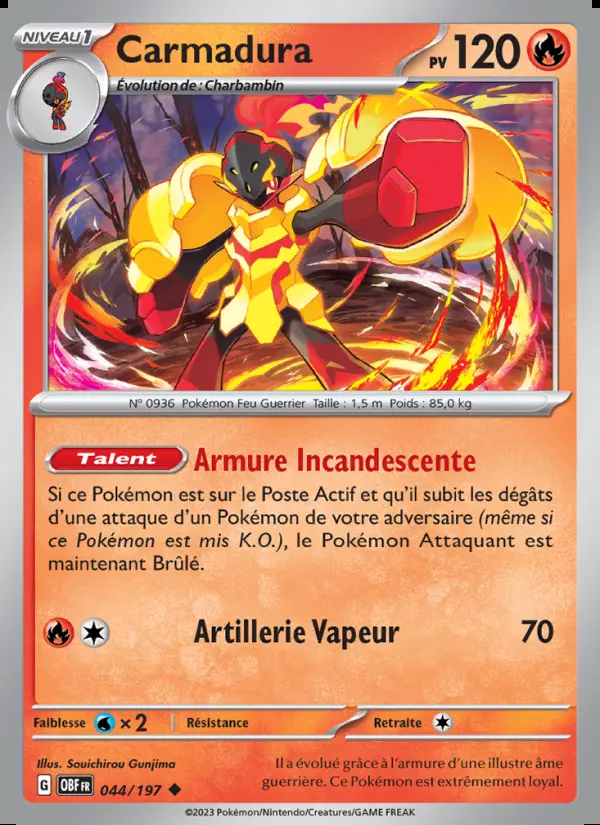 NIVEAU 1
Carmadura
PV 120
Évolution de : Charbambin
N° 0936 Pokémon Feu Guerrier Taille : 1,5 m Poids : 85,0 kg
Talent Armure Incandescente
Si ce Pokémon est sur le Poste Actif et qu'il subit les dégâts
d'une attaque d'un Pokémon de votre adversaire (même si
ce Pokémon est mis K.O.), le Pokémon Attaquant est
maintenant Brûlé.
Artillerie Vapeur 70
Faiblesse ×2 Résistance Retraite
Illus. Souichirou Gunjima
Il a évolué grâce à l'armure d'une illustre âme
guerrière. Ce Pokémon est extrêmement loyal.
G OBF FR 044/197
©2023 Pokémon/Nintendo/Creatures/GAME FREAK